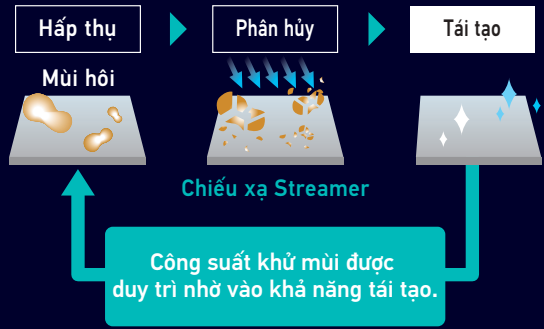 Hấp thụ
Phân hủy
Tái tạo
Mùi hôi
Chiếu xạ Streamer
Công suất khử mùi được
duy trì nhờ vào khả năng tái tạo.